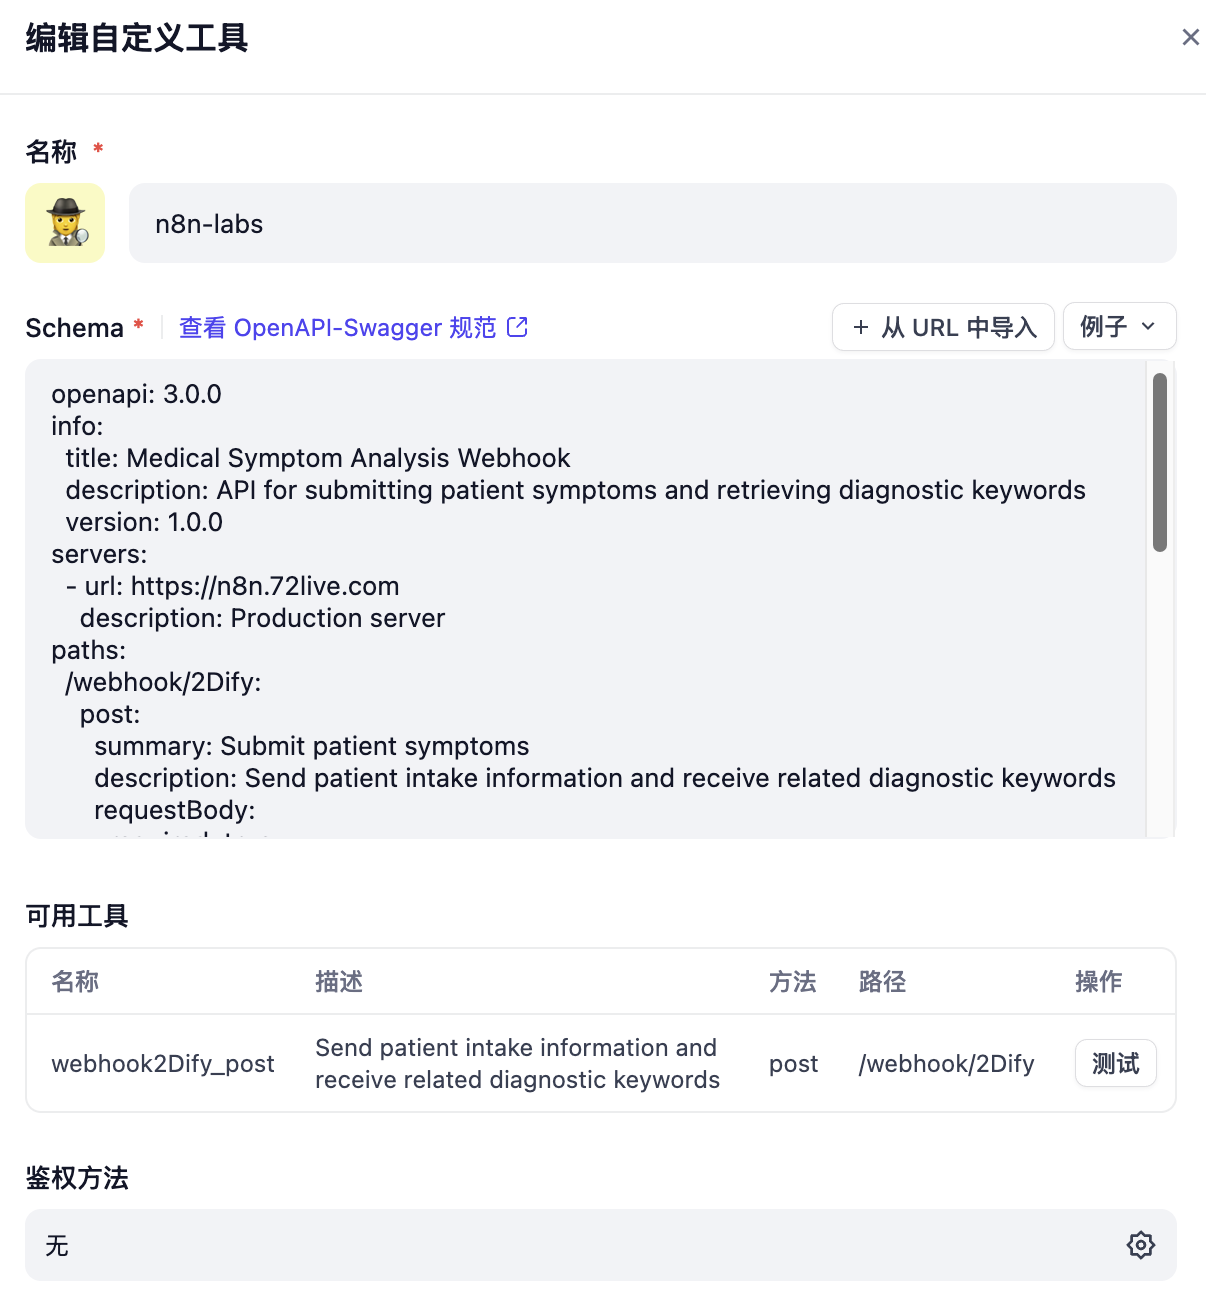 编辑自定义工具
名称 *
n8n-labs
Schema * 查看 OpenAPI-Swagger 规范 + 从 URL 中导入 例子
openapi: 3.0.0
info:
title: Medical Symptom Analysis Webhook
description: API for submitting patient symptoms and retrieving diagnostic keywords
version: 1.0.0
servers:
- url: https://n8n.72live.com
description: Production server
paths:
/webhook/2Dify:
post:
summary: Submit patient symptoms
description: Send patient intake information and receive related diagnostic keywords
requestBody:
可用工具
名称 描述 方法 路径 操作
webhook2Dify_post Send patient intake information and receive related diagnostic keywords post /webhook/2Dify 测试
鉴权方法
无